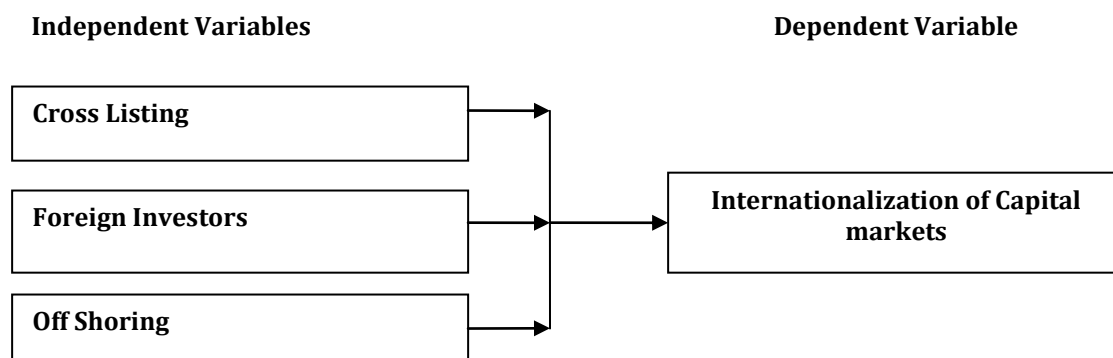 Independent Variables
Dependent Variable
Cross Listing
Foreign Investors
Internationalization of Capital
markets
Off Shoring